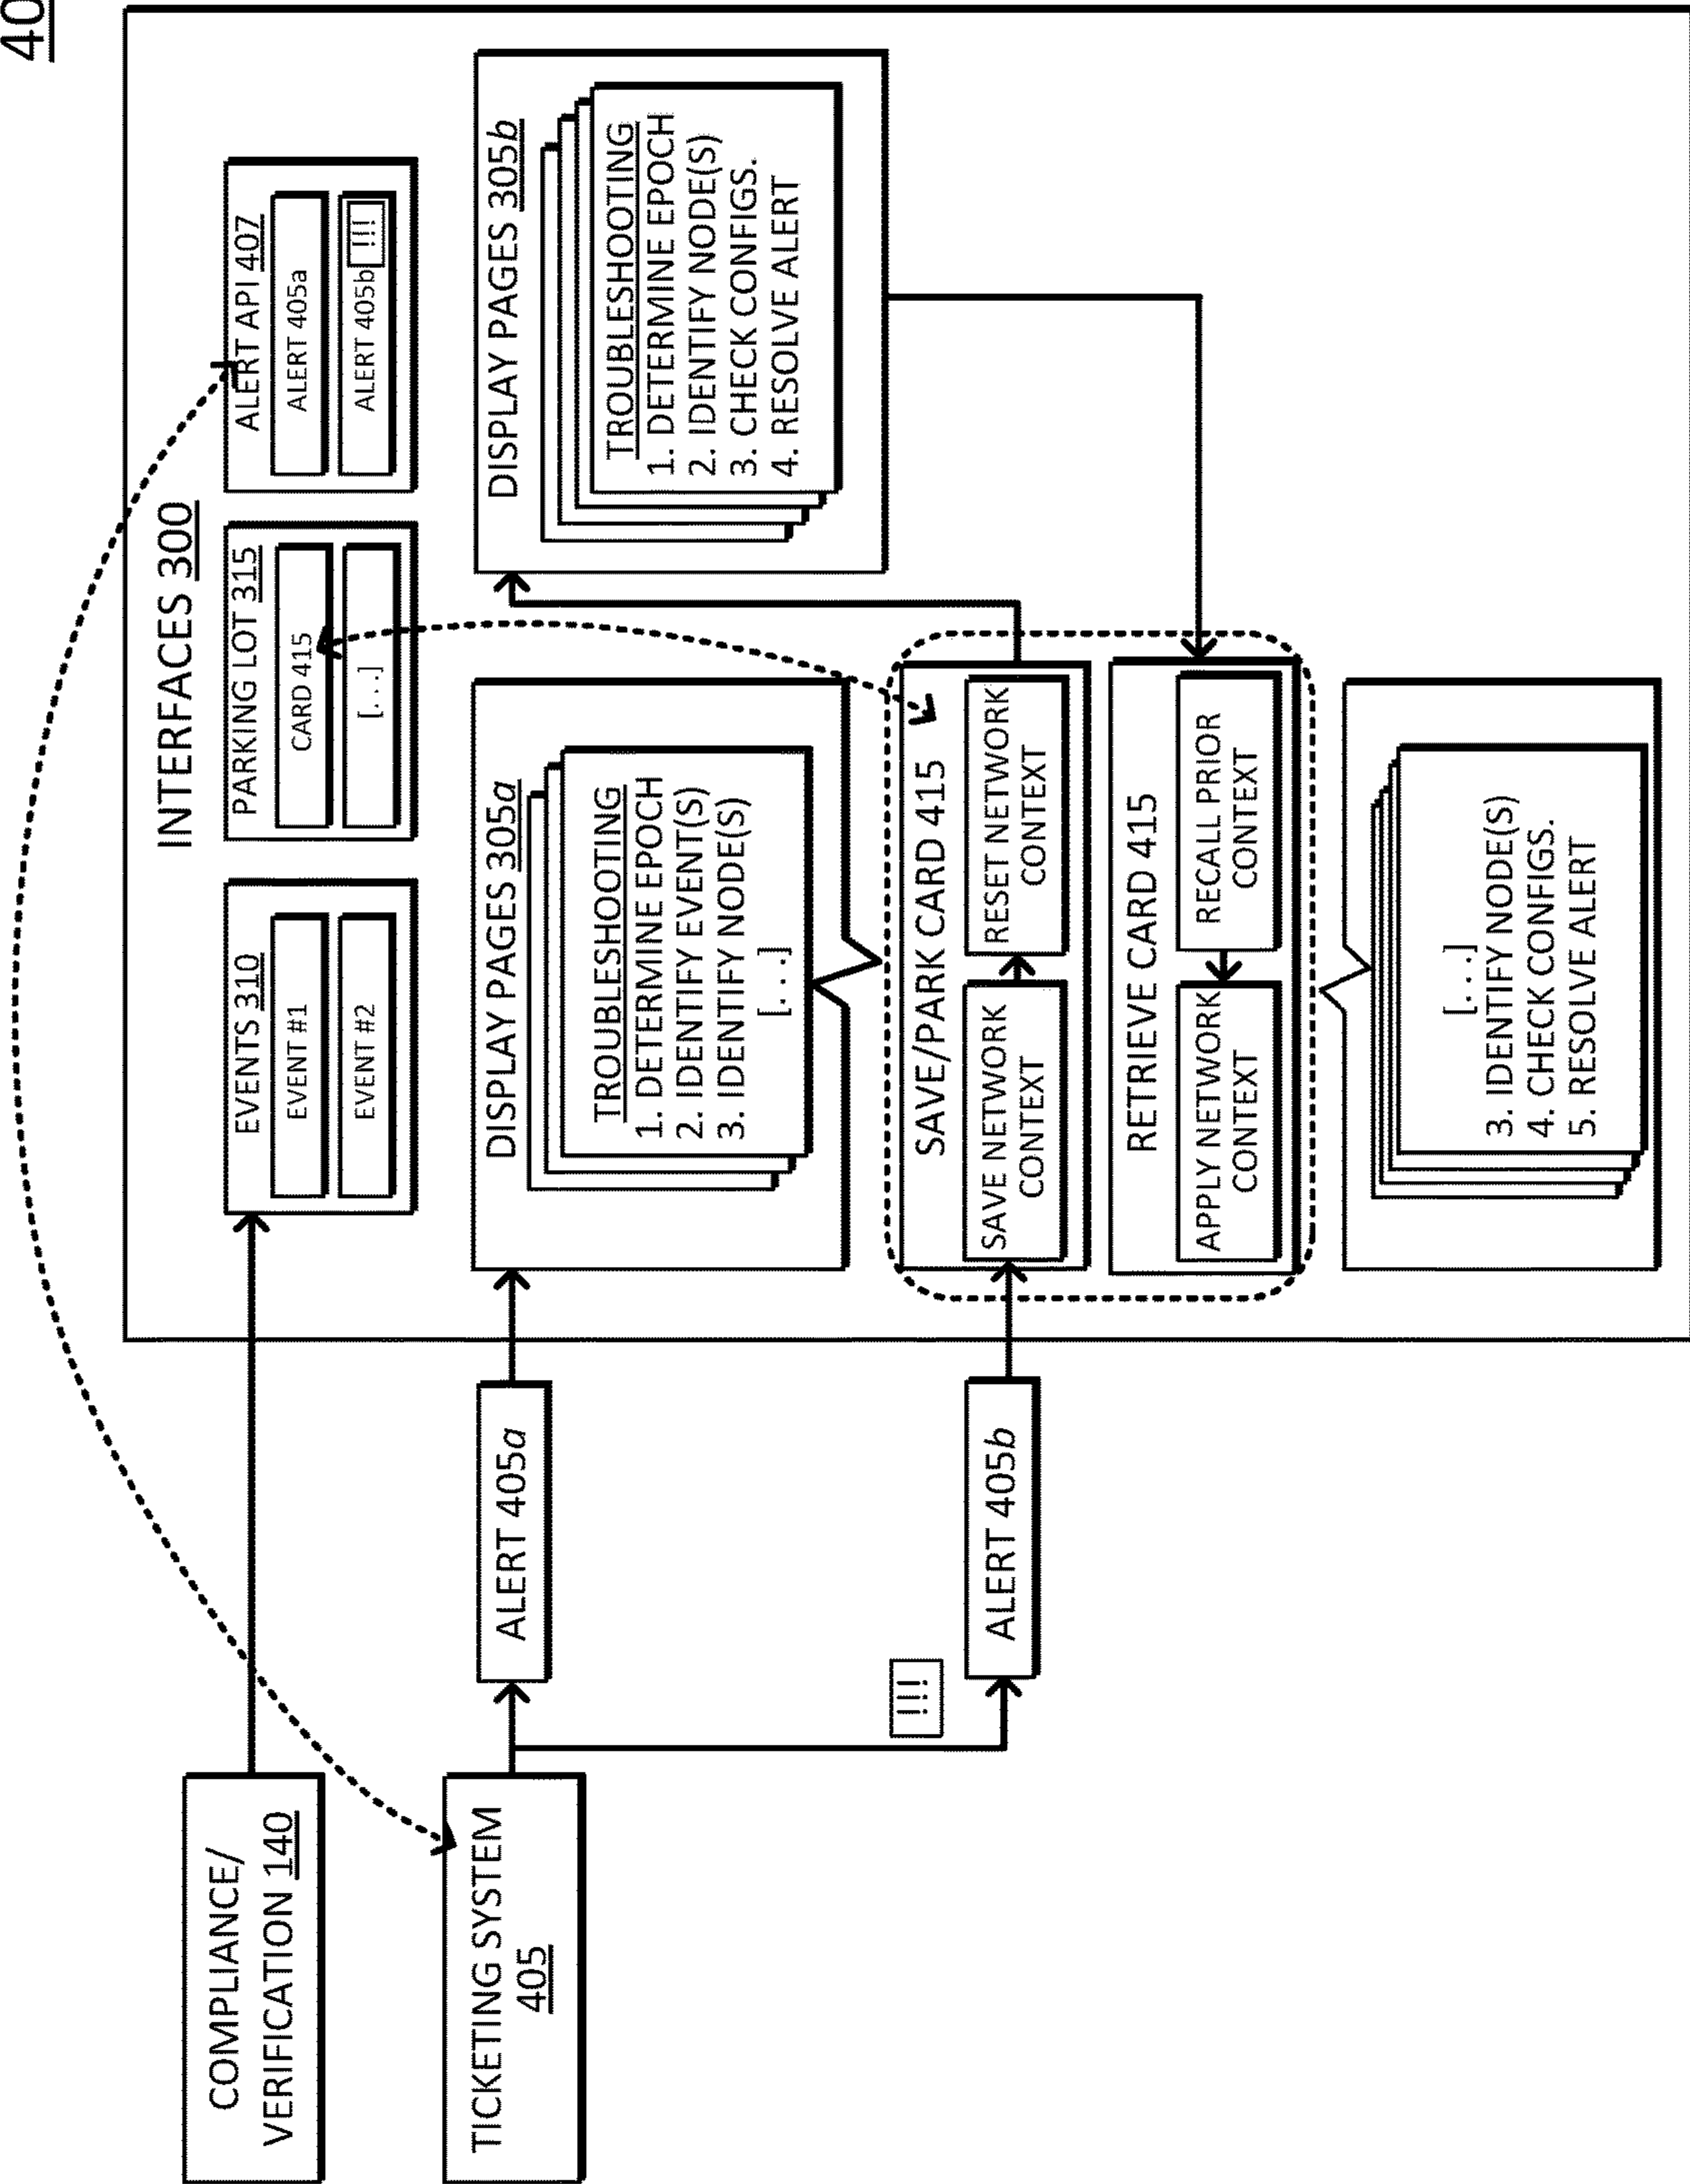 40
INTERFACES 300
COMPLIANCE/
VERIFICATION 140
EVENTS 310
EVENT #1
EVENT #2
PARKING LOT 315
CARD 415
[...]
ALERT API 407
ALERT 405a
ALERT 405b !!!
TICKETING SYSTEM
405
ALERT 405a
DISPLAY PAGES 305a
TROUBLESHOOTING
1. DETERMINE EPOCH
2. IDENTIFY EVENT(S)
3. IDENTIFY NODE(S)
[...]
DISPLAY PAGES 305b
TROUBLESHOOTING
1. DETERMINE EPOCH
2. IDENTIFY NODE(S)
3. CHECK CONFIGS.
4. RESOLVE ALERT
!!!
ALERT 405b
SAVE/PARK CARD 415
SAVE NETWORK
CONTEXT
RESET NETWORK
CONTEXT
RETRIEVE CARD 415
APPLY NETWORK
CONTEXT
RECALL PRIOR
CONTEXT
[...]
3. IDENTIFY NODE(S)
4. CHECK CONFIGS.
5. RESOLVE ALERT